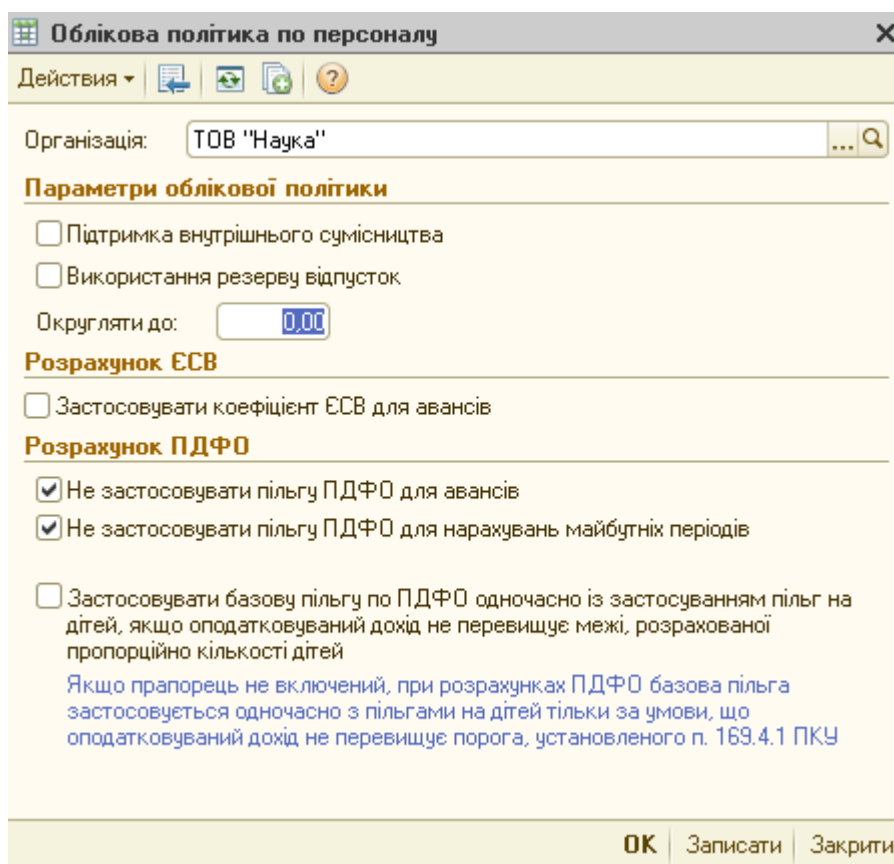 Облікова політика по персоналу
Действия
Організація: ТОВ "Наука" ...
Параметри облікової політики
Підтримка внутрішнього сумісництва
Використання резерву відпусток
Округляти до: 0,00
Розрахунок ЄСВ
Застосовувати коефіцієнт ЄСВ для авансів
Розрахунок ПДФО
Не застосовувати пільгу ПДФО для авансів
Не застосовувати пільгу ПДФО для нарахувань майбутніх періодів
Застосовувати базову пільгу по ПДФО одночасно із застосуванням пільг на
дітей, якщо оподатковуваний дохід не перевищує межі, розрахованої
пропорційно кількості дітей
Якщо прапорець не включений, при розрахунках ПДФО базова пільга
застосовується одночасно з пільгами на дітей тільки за умови, що
оподатковуваний дохід не перевищує порога, установленого п. 169.4.1 ПКУ
OK Записати Закрити